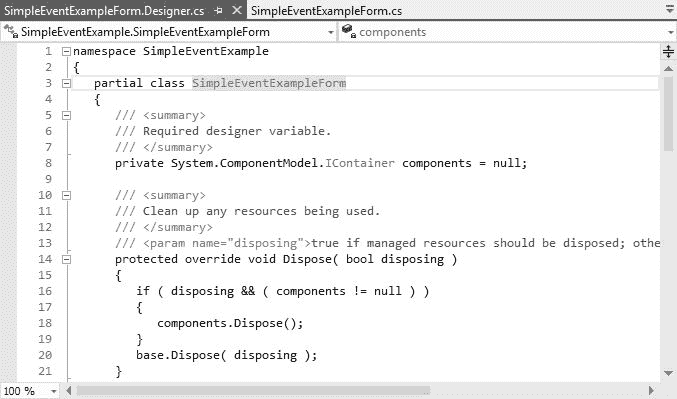 SimpleEventExampleForm.Designer.cs SimpleEventExampleForm.cs
SimpleEventExample.SimpleEventExampleForm components
1 namespace SimpleEventExample
2 {
3 partial class SimpleEventExampleForm
4 {
5 /// <summary>
6 /// Required designer variable.
7 /// </summary>
8 private System.ComponentModel.IContainer components = null;
9
10 /// <summary>
11 /// Clean up any resources being used.
12 /// </summary>
13 /// <param name="disposing">true if managed resources should be disposed; othe
14 protected override void Dispose( bool disposing )
15 {
16 if ( disposing && ( components != null ) )
17 {
18 components.Dispose();
19 }
20 base.Dispose( disposing );
21 }
100 %